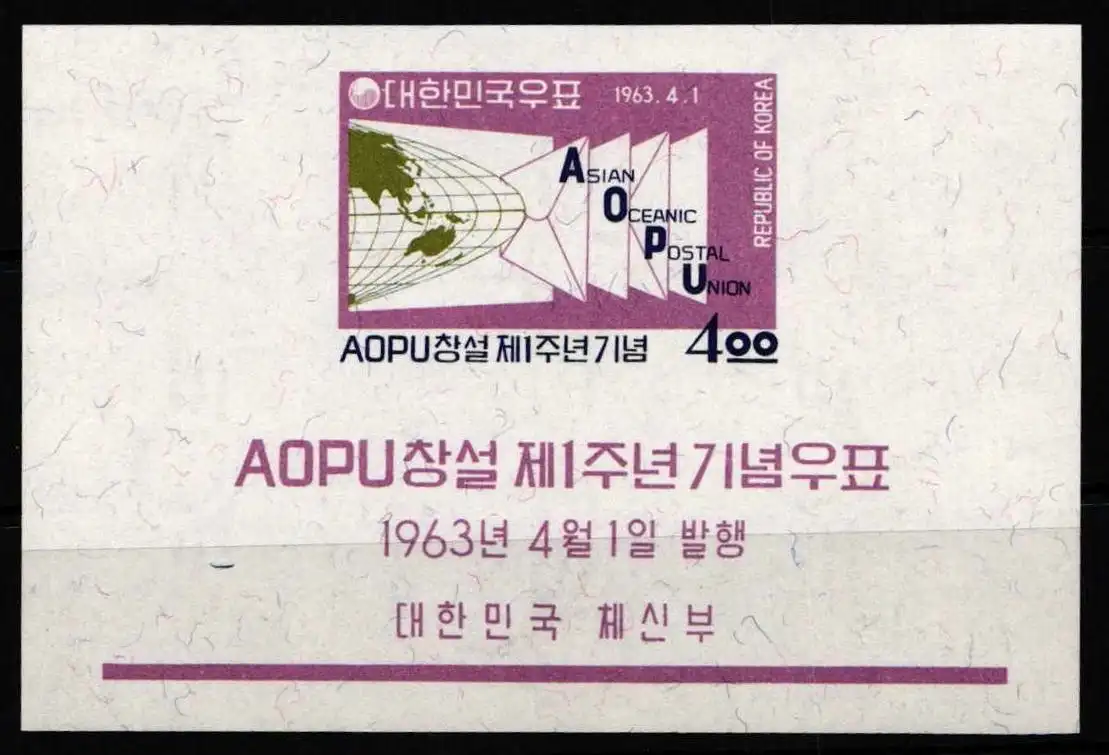 대한민국우표 1963.4.1
REPUBLIC OF KOREA
ASIAN
OCEANIC
POSTAL
UNION
AOPU창설 제1주년기념 400
AOPU창설 제1주년기념우표
1963년 4월 1일 발행
대한민국 체신부